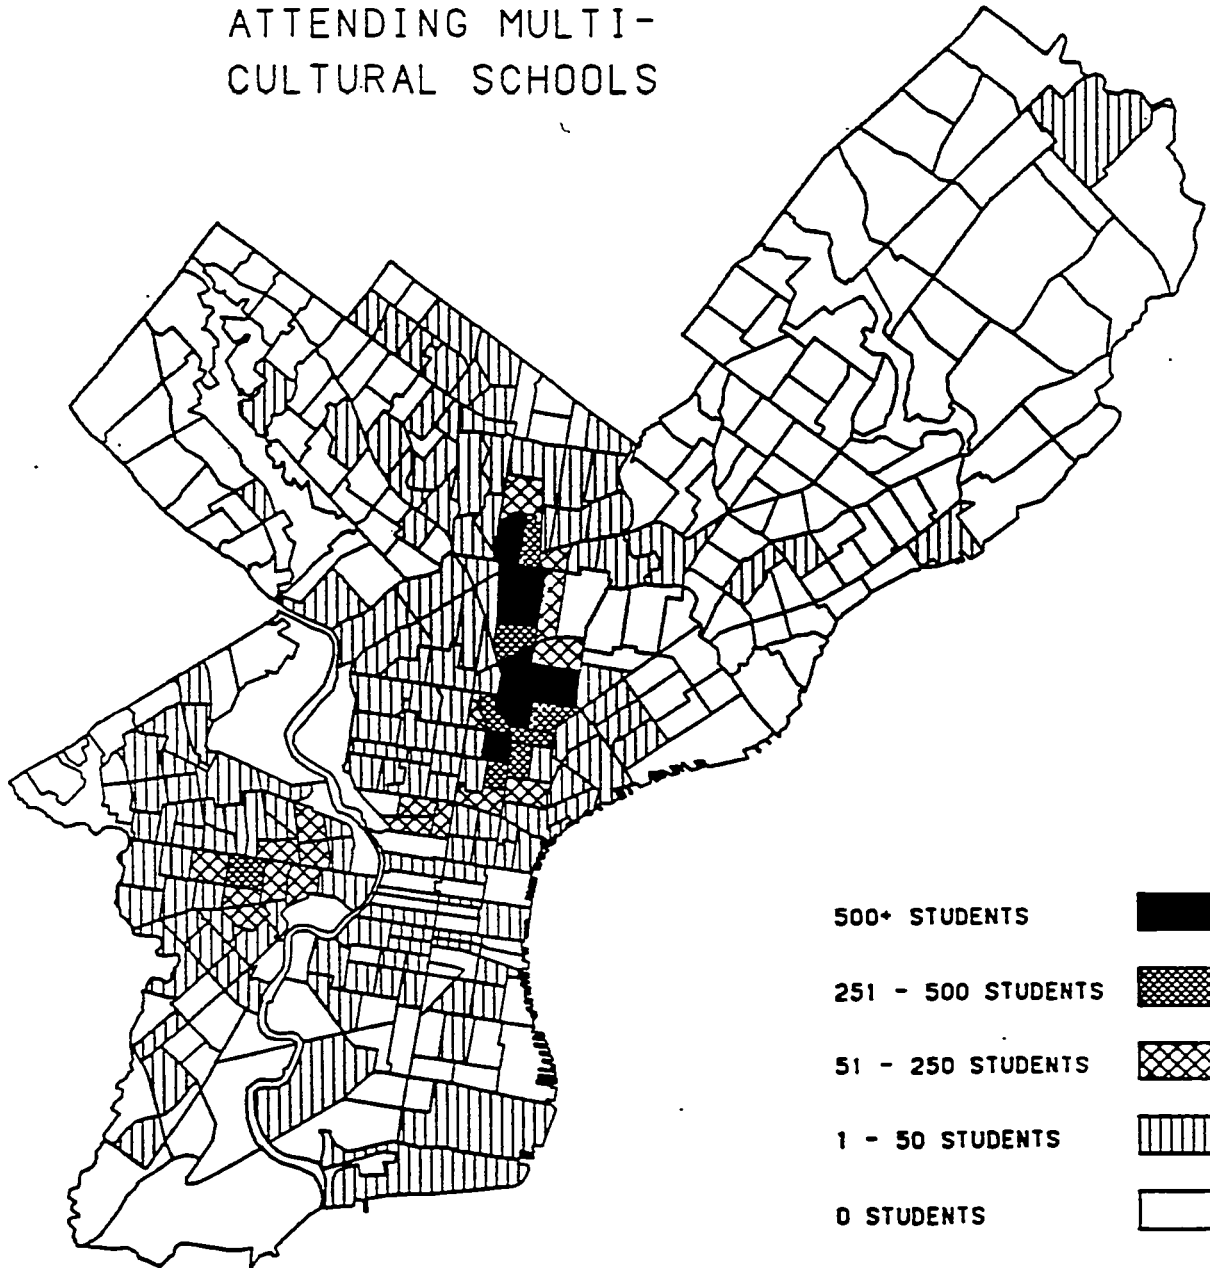 ATTENDING MULTI-
CULTURAL SCHOOLS
500+ STUDENTS
251 - 500 STUDENTS
51 - 250 STUDENTS
1 - 50 STUDENTS
0 STUDENTS